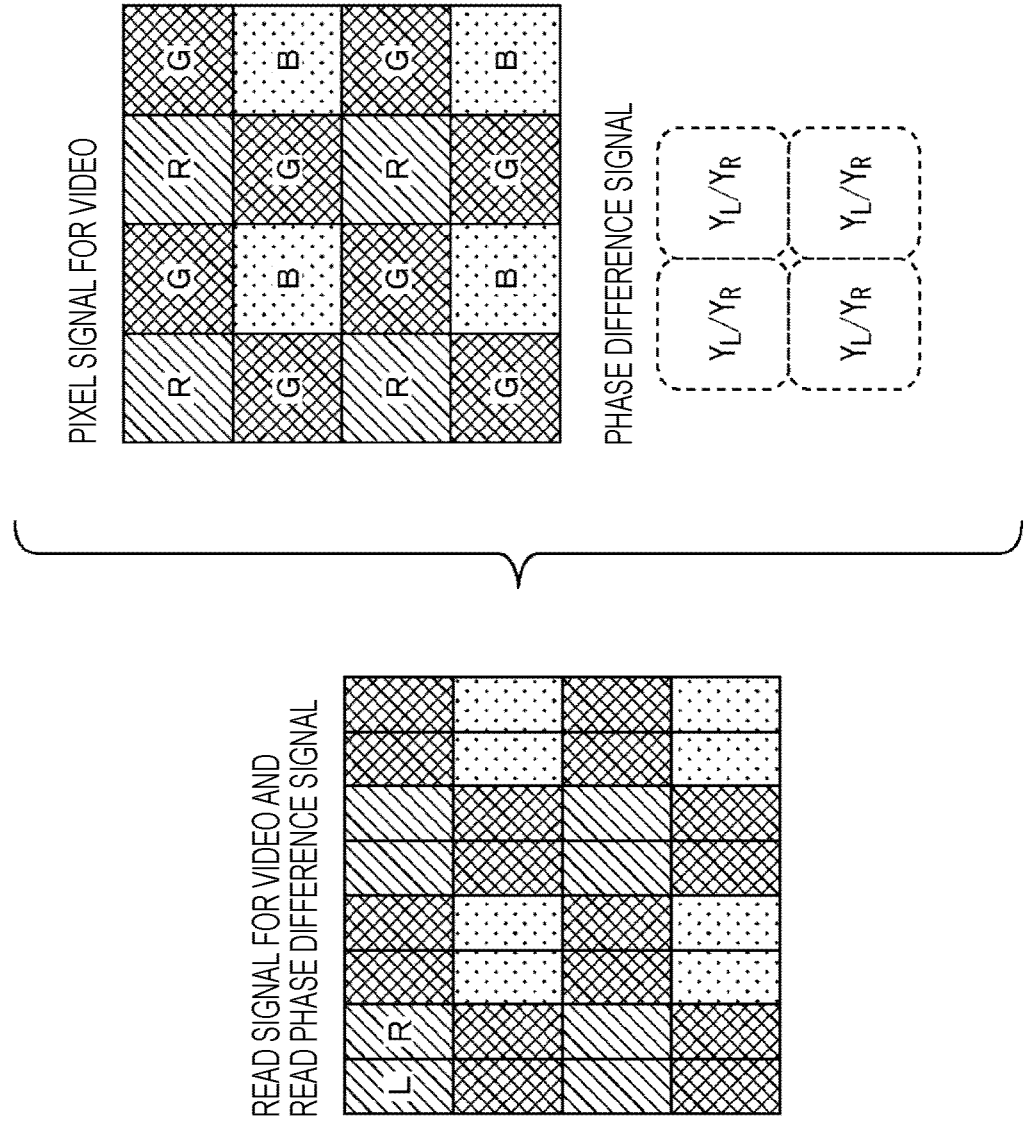 READ SIGNAL FOR VIDEO AND
READ PHASE DIFFERENCE SIGNAL
L R
PIXEL SIGNAL FOR VIDEO
R G R G
G B G B
R G R G
G B G B
PHASE DIFFERENCE SIGNAL
YL/YR YL/YR
YL/YR YL/YR